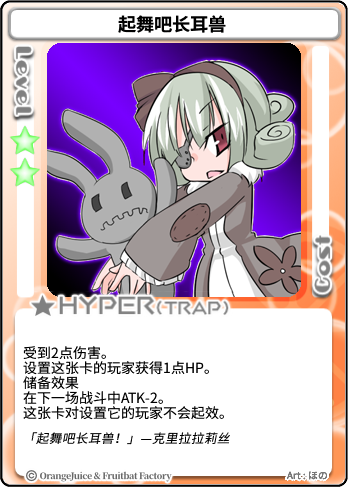 起舞吧长耳兽
Level
Cost
HYPER(TRAP)
受到2点伤害。
设置这张卡的玩家获得1点HP。
储备效果
在下一场战斗中ATK-2。
这张卡对设置它的玩家不会起效。
「起舞吧长耳兽！」—克里拉拉莉丝
© OrangeJuice & Fruitbat Factory
Art : ほの